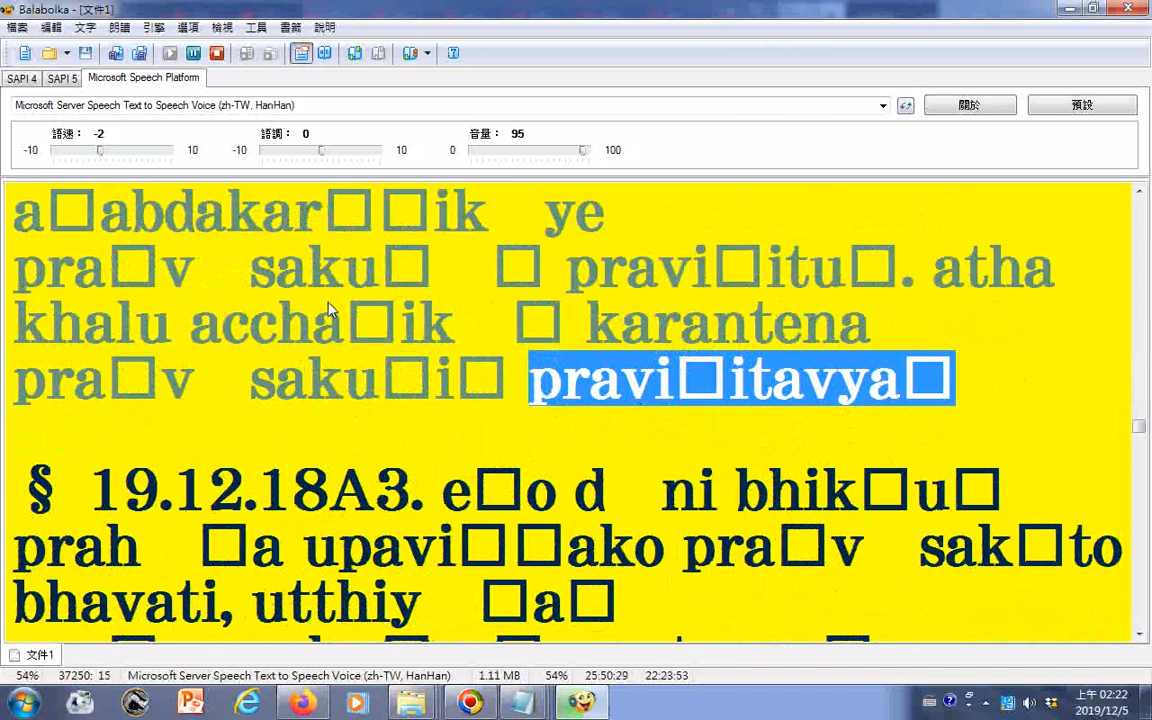 Balabolka - [文件1]
檔案 編輯 文字 朗讀 引擎 選項 檢視 工具 書籤 說明
SAPI 4 SAPI 5 Microsoft Speech Platform
Microsoft Server Speech Text to Speech Voice (zh-TW, HanHan) 關於 預設
語速： -2 語調： 0 音量： 95
-10 10 -10 10 0 100
a□abdakar□□ik ye
pra□v saku□ □ pravi□itu□. atha
khalu accha□ik □ karantena
pra□v saku□i□ pravi□itavya□
§ 19.12.18A3. e□o d ni bhik□u□
prah □a upavi□□ako pra□v sak□to
bhavati, utthiy □a□
文件1
54% 37250: 15 Microsoft Server Speech Text to Speech Voice (zh-TW, HanHan) 1.11 MB 54% 25:50:29 22:23:53
上午 02:22
2019/12/5